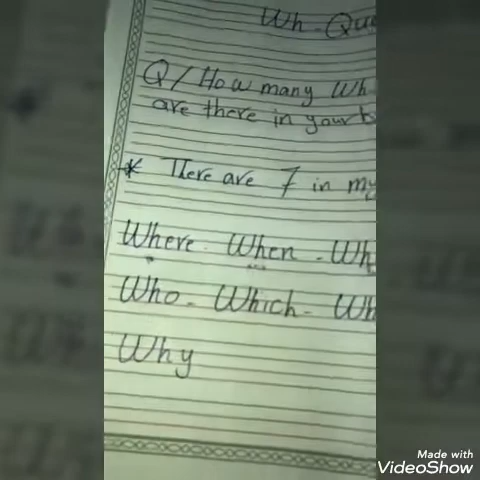 Wh-Que
Q/ How many Wh
are there in your b
* There are 7 in my
Where - When - Wh
Who - Which - Wh
Why
Made with
VideoShow